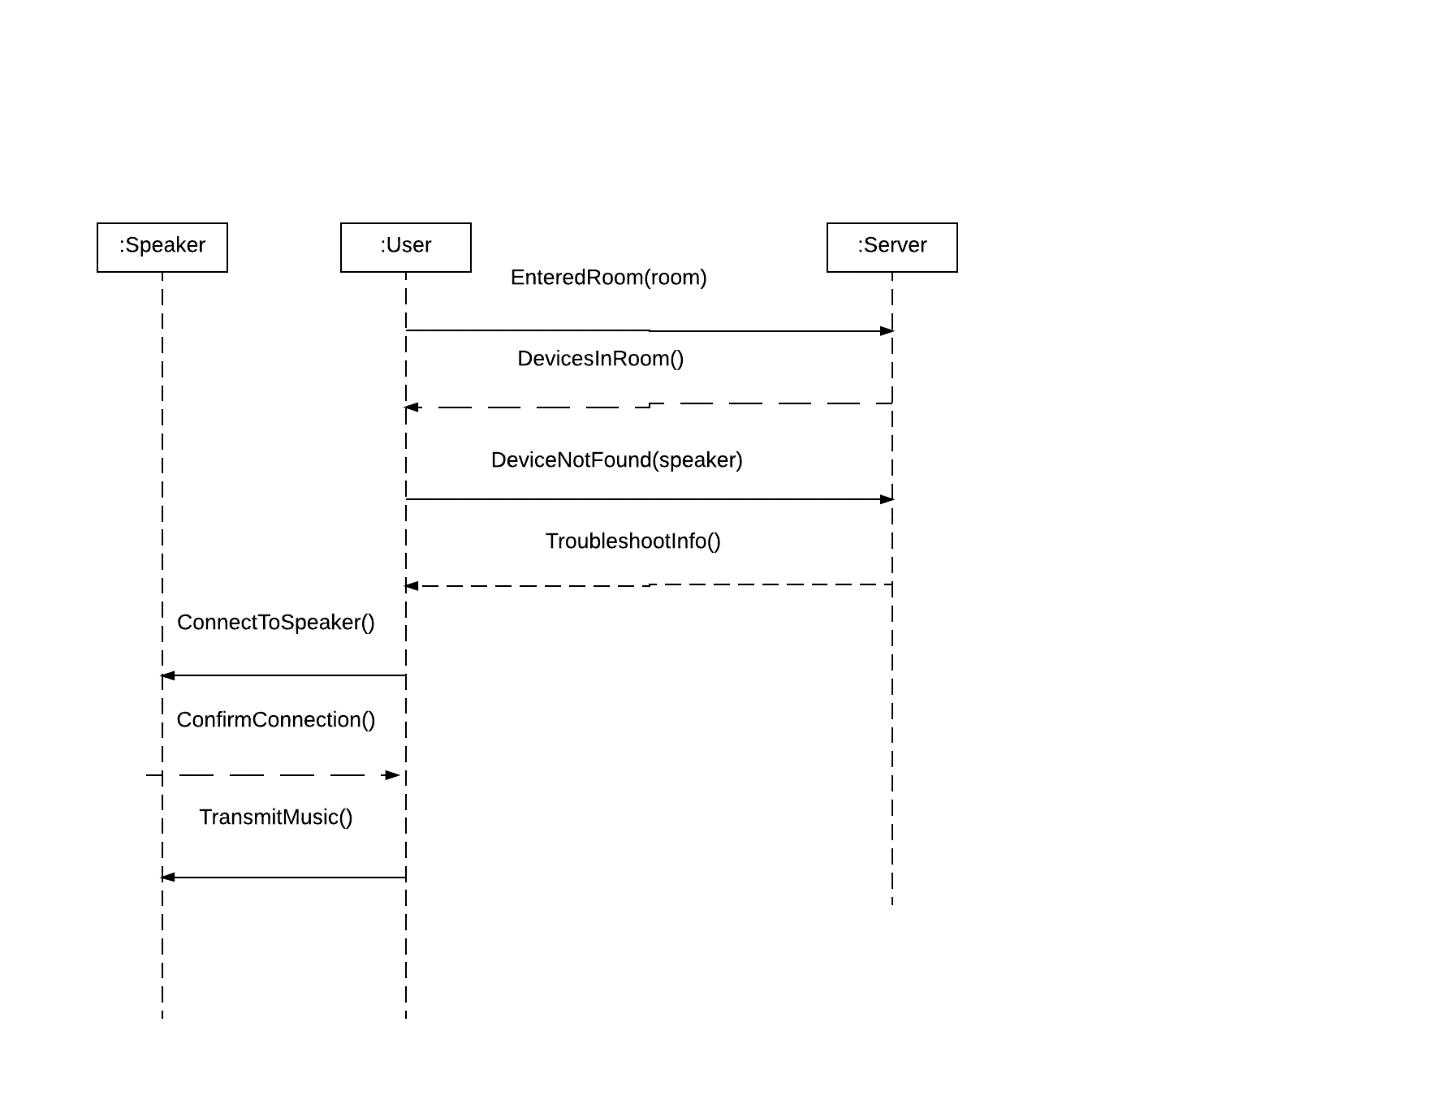 :Speaker
:User
:Server
EnteredRoom(room)
DevicesInRoom()
DeviceNotFound(speaker)
TroubleshootInfo()
ConnectToSpeaker()
ConfirmConnection()
TransmitMusic()